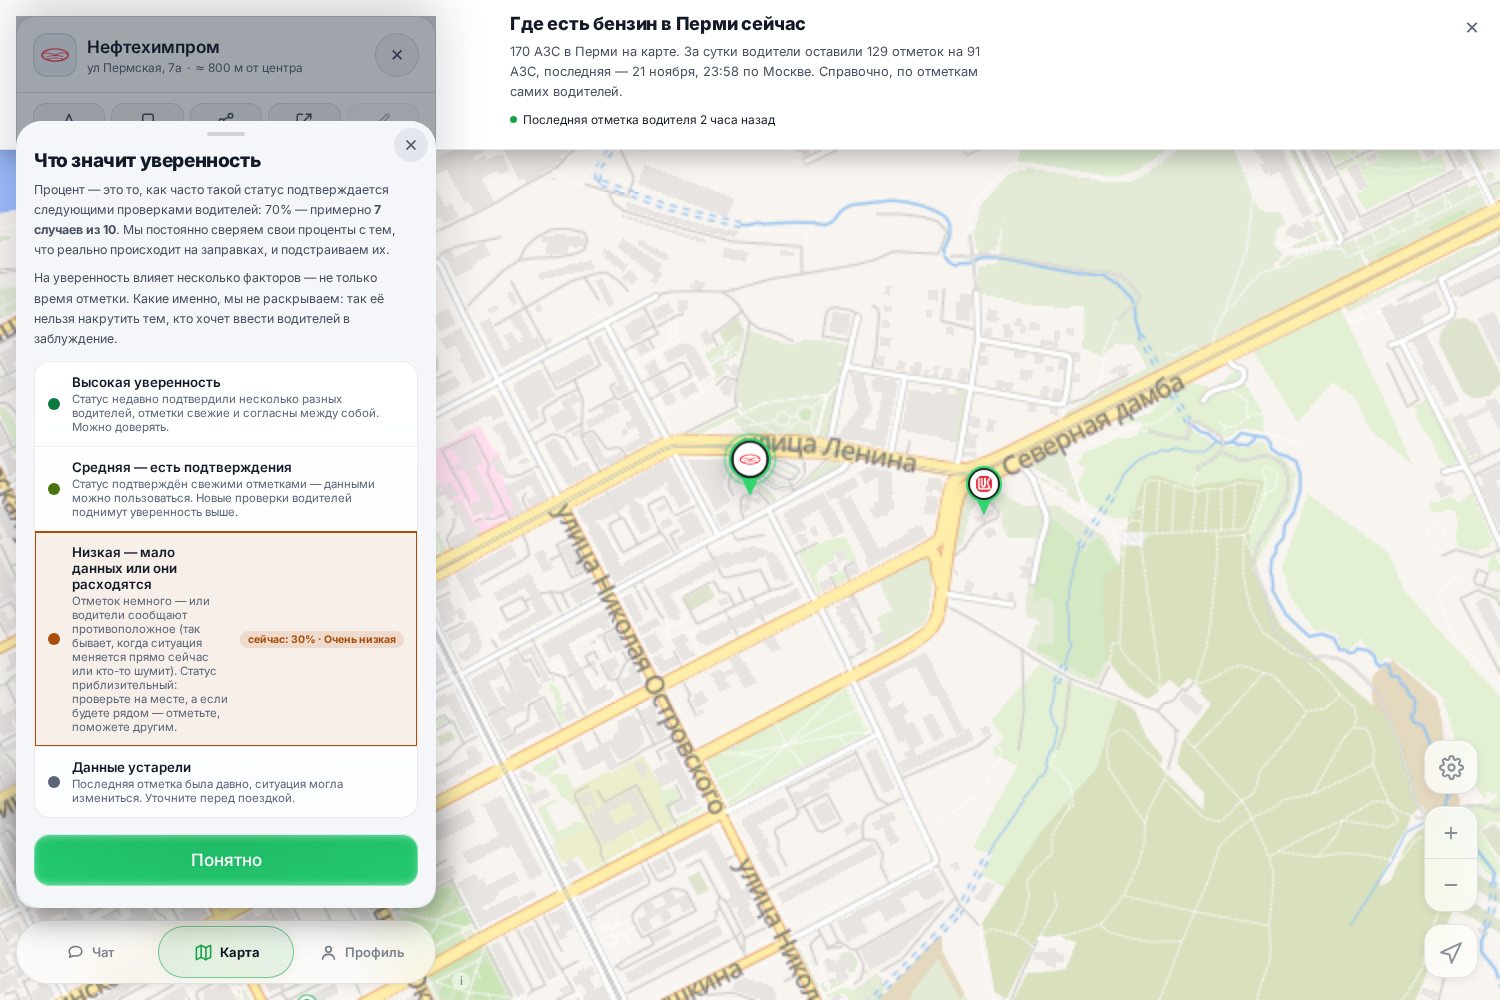 Нефтехимпром
ул Пермская, 7а · ≈ 800 м от центра
Что значит уверенность
Процент — это то, как часто такой статус подтверждается
следующими проверками водителей: 70% — примерно 7
случаев из 10. Мы постоянно сверяем свои проценты с тем,
что реально происходит на заправках, и подстраиваем их.
На уверенность влияет несколько факторов — не только
время отметки. Какие именно, мы не раскрываем: так её
нельзя накрутить тем, кто хочет ввести водителей в
заблуждение.
Высокая уверенность
Статус недавно подтвердили несколько разных
водителей, отметки свежие и согласны между собой.
Можно доверять.
Средняя — есть подтверждения
Статус подтверждён свежими отметками — данными
можно пользоваться. Новые проверки водителей
поднимут уверенность выше.
Низкая — мало
данных или они
расходятся
Отметок немного — или
водители сообщают
противоположное (так
бывает, когда ситуация
меняется прямо сейчас
или кто-то шумит). Статус
приблизительный:
проверьте на месте, а если
будете рядом — отметьте,
поможете другим.
сейчас: 30% · Очень низкая
Данные устарели
Последняя отметка была давно, ситуация могла
измениться. Уточните перед поездкой.
Понятно
Чат
Карта
Профиль
Где есть бензин в Перми сейчас
170 АЗС в Перми на карте. За сутки водители оставили 129 отметок на 91
АЗС, последняя — 21 ноября, 23:58 по Москве. Справочно, по отметкам
самих водителей.
Последняя отметка водителя 2 часа назад
улица Ленина
Северная дамба
улица Николая Островского
улица Никол